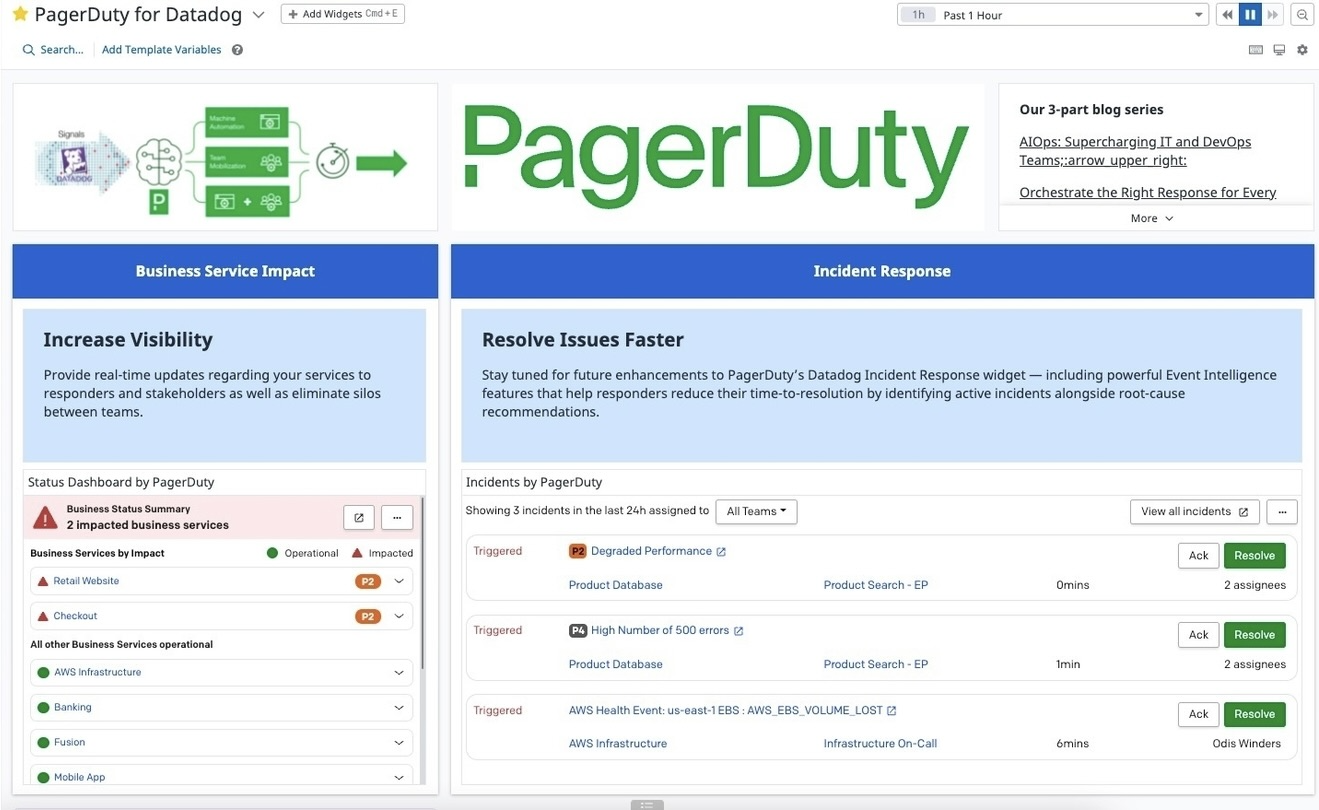 PagerDuty for Datadog
Add Widgets Cmd + E
1h Past 1 Hour
Search...
Add Template Variables
Signals
DATADOG
Machine
Automation
Team
Mobilization
P
PagerDuty
Our 3-part blog series
AIOps: Supercharging IT and DevOps
Teams;:arrow_upper_right:
Orchestrate the Right Response for Every
More
Business Service Impact
Increase Visibility
Provide real-time updates regarding your services to
responders and stakeholders as well as eliminate silos
between teams.
Status Dashboard by PagerDuty
Business Status Summary
2 impacted business services
...
Business Services by Impact
Operational
Impacted
Retail Website P2
Checkout P2
All other Business Services operational
AWS Infrastructure
Banking
Fusion
Mobile App
Incident Response
Resolve Issues Faster
Stay tuned for future enhancements to PagerDuty’s Datadog Incident Response widget — including powerful Event Intelligence
features that help responders reduce their time-to-resolution by identifying active incidents alongside root-cause
recommendations.
Incidents by PagerDuty
Showing 3 incidents in the last 24h assigned to All Teams
View all incidents
...
Triggered P2 Degraded Performance Ack Resolve
Product Database Product Search - EP 0mins 2 assignees
Triggered P4 High Number of 500 errors Ack Resolve
Product Database Product Search - EP 1min 2 assignees
Triggered AWS Health Event: us-east-1 EBS : AWS_EBS_VOLUME_LOST Ack Resolve
AWS Infrastructure Infrastructure On-Call 6mins Odis Winders